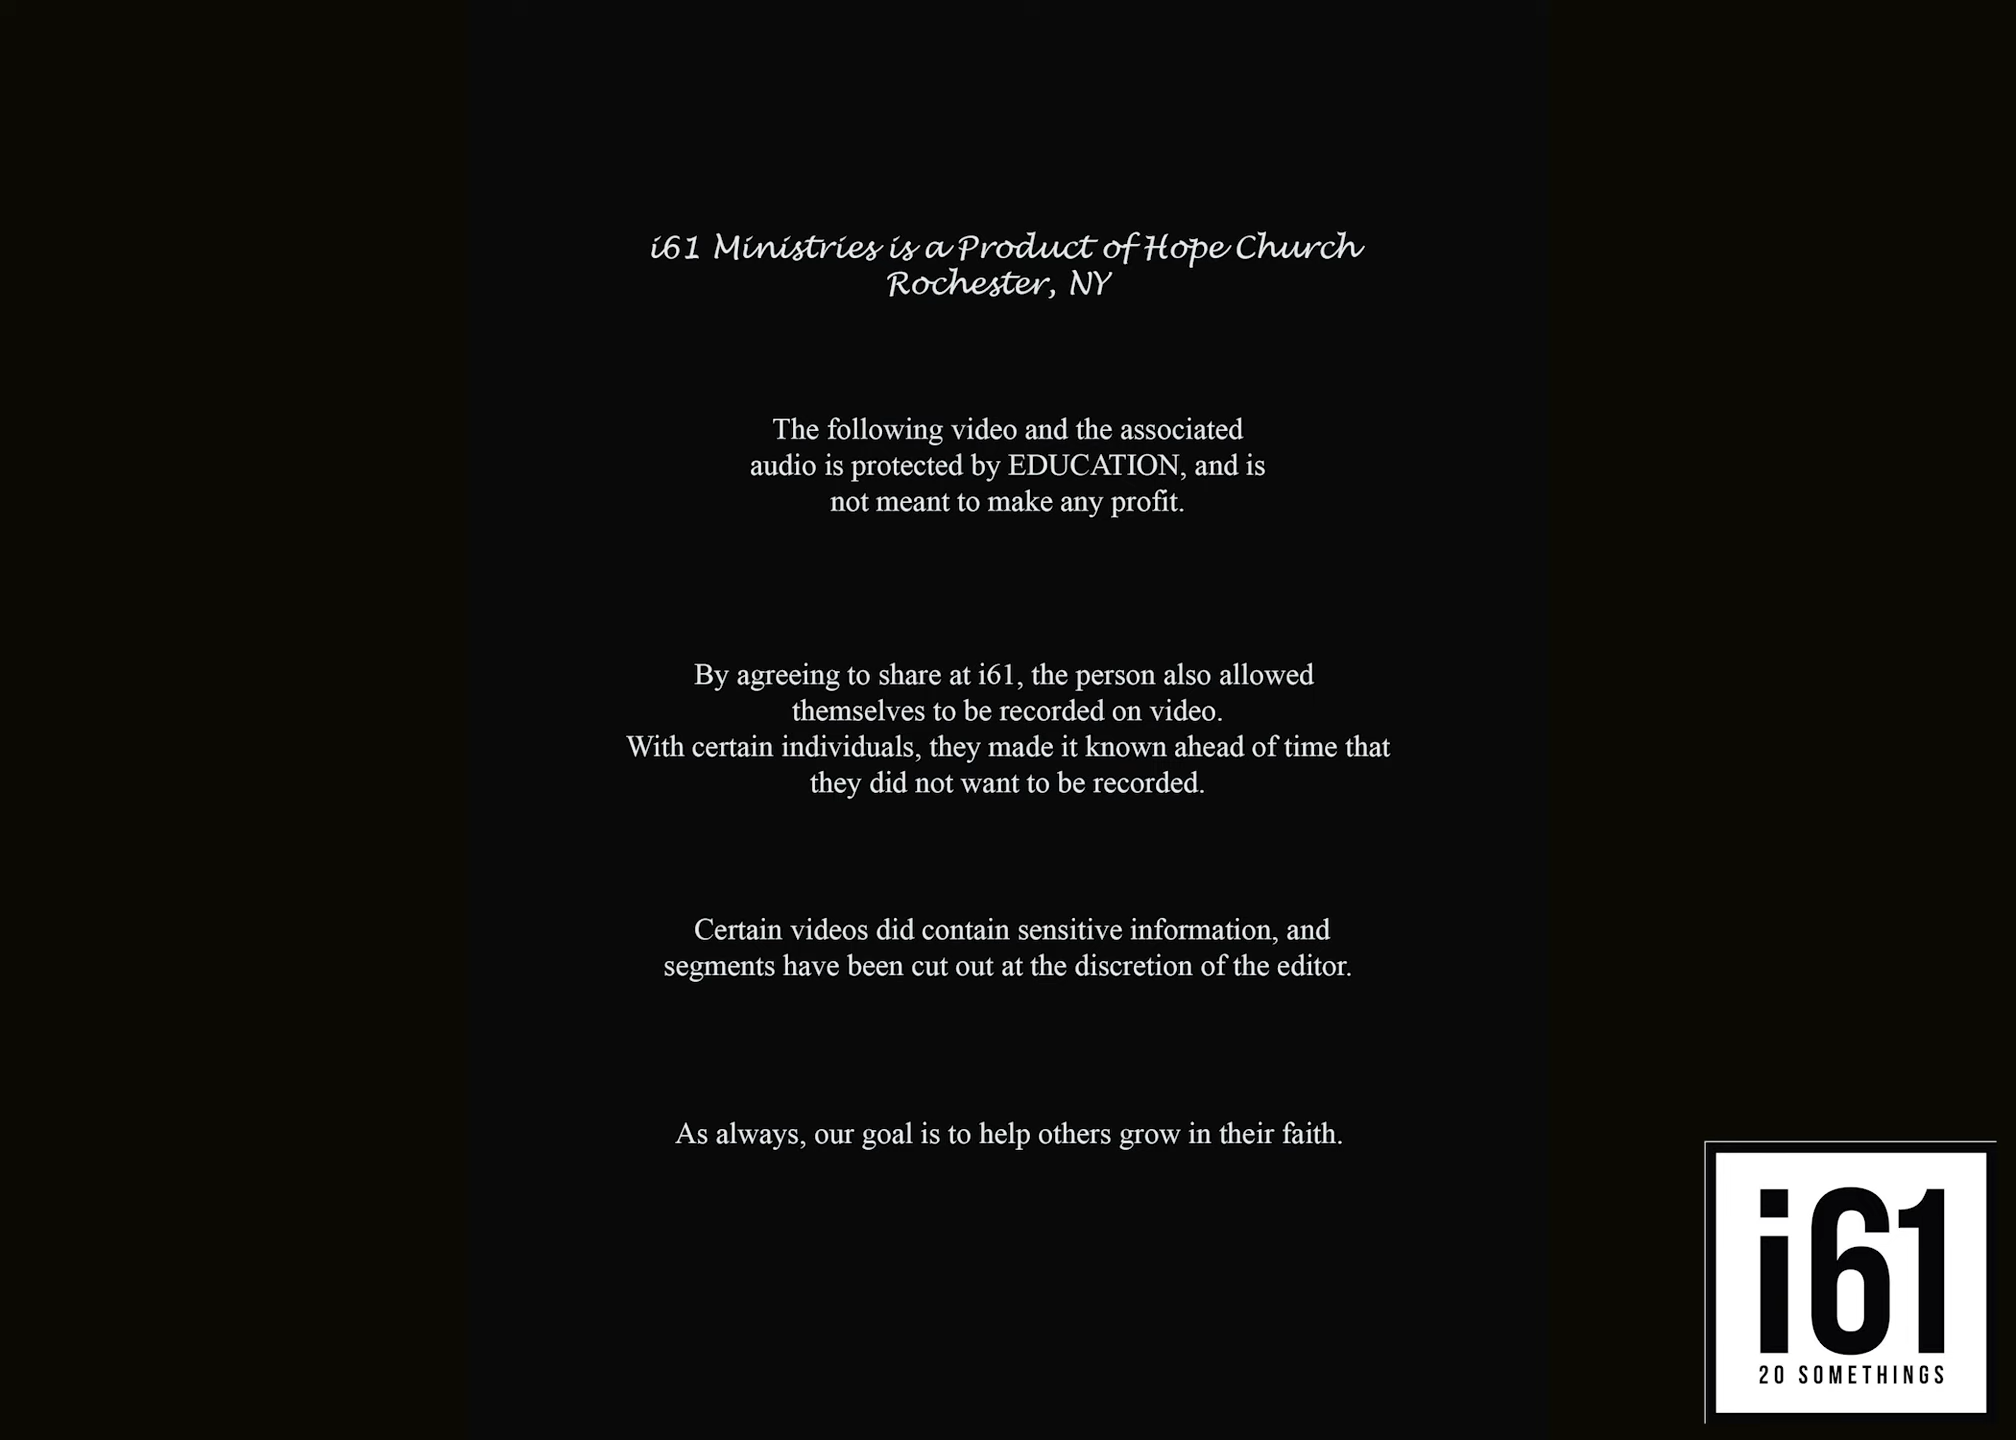 i61 Ministries is a Product of Hope Church
Rochester, NY
The following video and the associated
audio is protected by EDUCATION, and is
not meant to make any profit.
By agreeing to share at i61, the person also allowed
themselves to be recorded on video.
With certain individuals, they made it known ahead of time that
they did not want to be recorded.
Certain videos did contain sensitive information, and
segments have been cut out at the discretion of the editor.
As always, our goal is to help others grow in their faith.
i61
20 SOMETHINGS